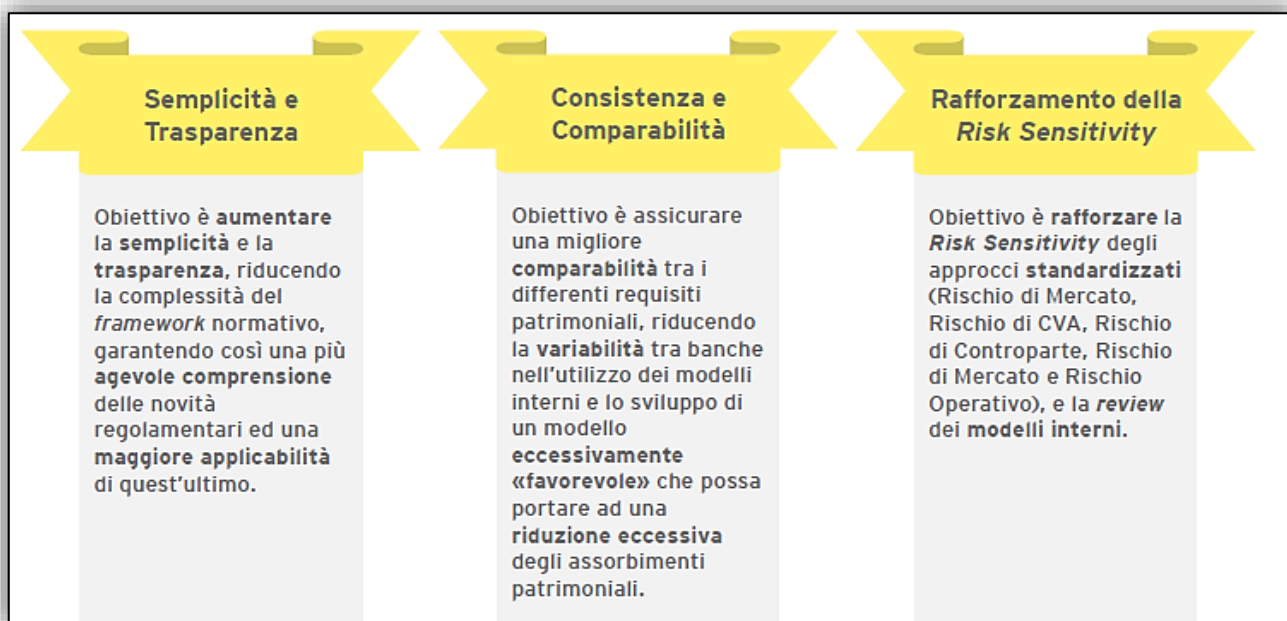 Semplicità e
Trasparenza
Obiettivo è aumentare
la semplicità e la
trasparenza, riducendo
la complessità del
framework normativo,
garantendo così una più
agevole comprensione
delle novità
regolamentari ed una
maggiore applicabilità
di quest'ultimo.
Consistenza e
Comparabilità
Obiettivo è assicurare
una migliore
comparabilità tra i
differenti requisiti
patrimoniali, riducendo
la variabilità tra banche
nell'utilizzo dei modelli
interni e lo sviluppo di
un modello
eccessivamente
«favorevole» che possa
portare ad una
riduzione eccessiva
degli assorbimenti
patrimoniali.
Rafforzamento della
Risk Sensitivity
Obiettivo è rafforzare la
Risk Sensitivity degli
approcci standardizzati
(Rischio di Mercato,
Rischio di CVA, Rischio
di Controparte, Rischio
di Mercato e Rischio
Operativo), e la review
dei modelli interni.